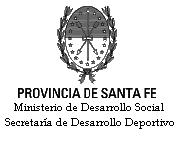 PROVINCIA DE SANTA FE
Ministerio de Desarrollo Social
Secretaría de Desarrollo Deportivo